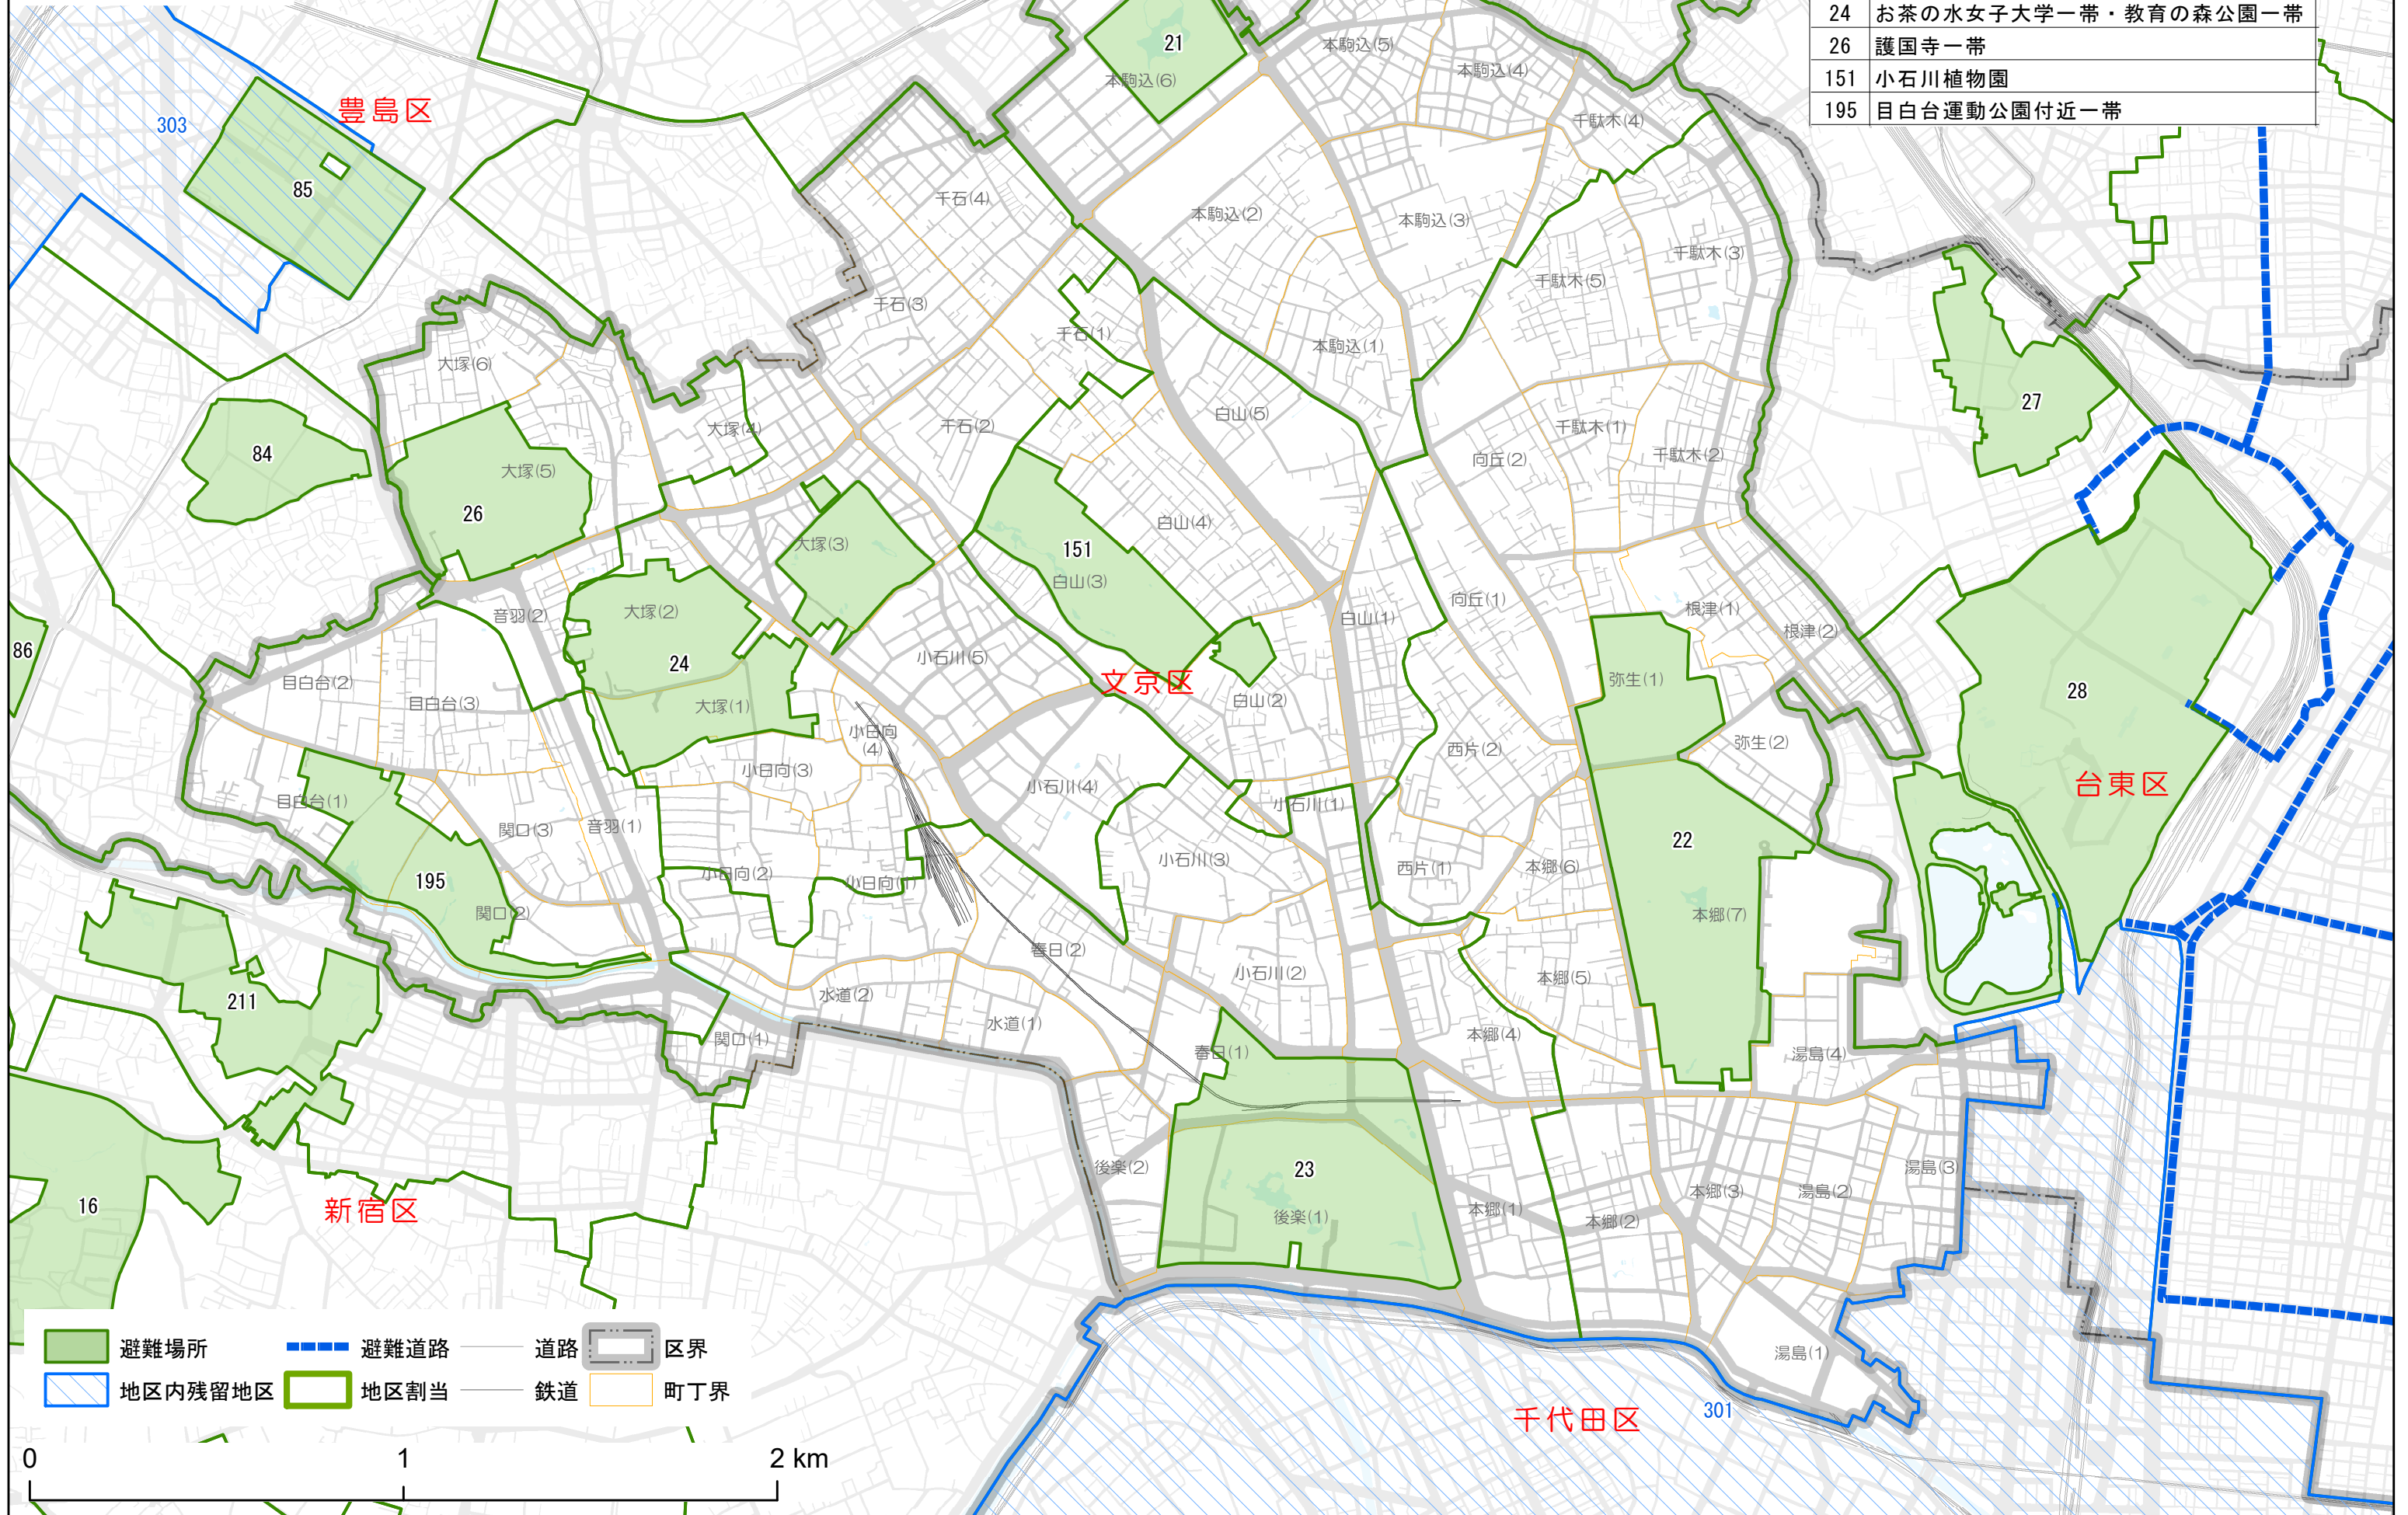 24 お茶の水女子大学一帯・教育の森公園一帯
26 護国寺一帯
151 小石川植物園
195 目白台運動公園付近一帯
21
本駒込(5)
本駒込(4)
本駒込(6)
豊島区
303
千駄木(4)
85
千石(4)
本駒込(2)
本駒込(3)
千駄木(3)
千駄木(5)
千石(3)
千石(1)
本駒込(1)
大塚(6)
27
白山(5)
千石(2)
大塚(4)
千駄木(1)
84
千駄木(2)
向丘(2)
大塚(5)
26
白山(4)
大塚(3)
151
白山(3)
向丘(1)
根津(1)
大塚(2)
音羽(2)
白山(1)
根津(2)
86
小石川(5)
24
文京区
弥生(1)
目白台(2)
28
白山(2)
目白台(3)
大塚(1)
小日向
(4)
弥生(2)
西片(2)
小日向(3)
台東区
小石川(4)
目白台(1)
小石川(1)
音羽(1)
関口(3)
22
小石川(3)
西片(1)
本郷(6)
小日向(2)
195
小日向(1)
関口(2)
本郷(7)
春日(2)
小石川(2)
本郷(5)
水道(2)
211
水道(1)
本郷(4)
関口(1)
春日(1)
湯島(4)
後楽(2)
23
湯島(3)
本郷(3)
湯島(2)
16
新宿区
本郷(1)
後楽(1)
本郷(2)
湯島(1)
301
千代田区
避難場所 避難道路 道路 区界
地区内残留地区 地区割当 鉄道 町丁界
0 1 2 km